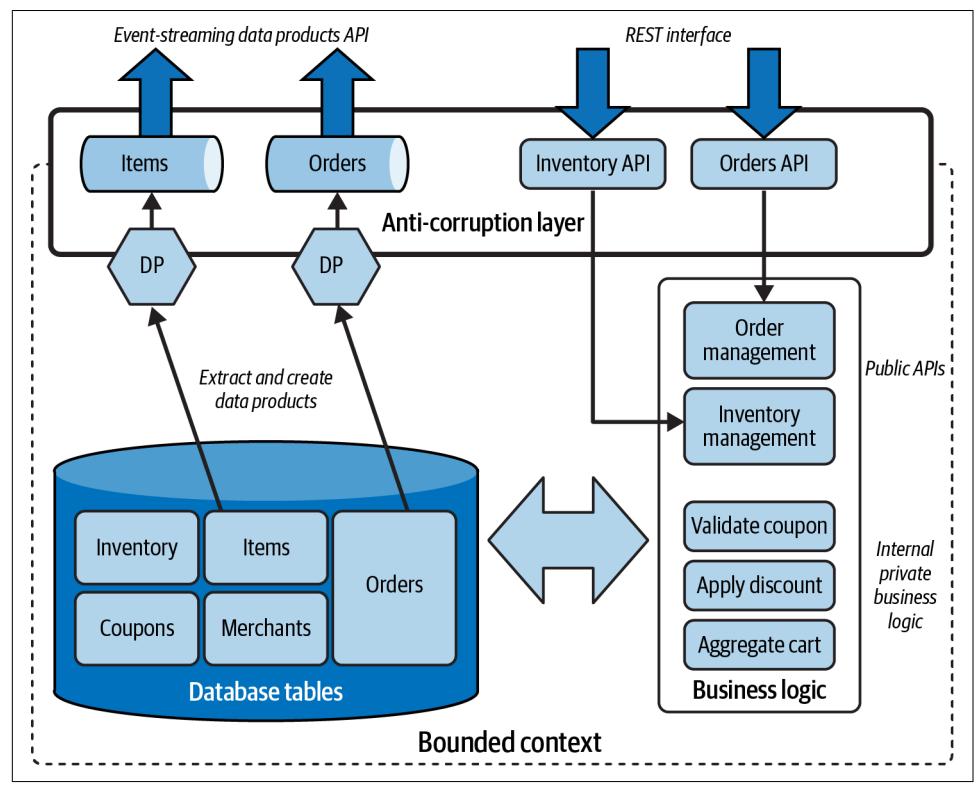 Event-streaming data products API
REST interface
Items
Orders
Inventory API
Orders API
Anti-corruption layer
DP
DP
Order
management
Public APIs
Extract and create
data products
Inventory
management
Validate coupon
Inventory
Items
Orders
Internal
private
business
logic
Apply discount
Coupons
Merchants
Aggregate cart
Database tables
Business logic
Bounded context